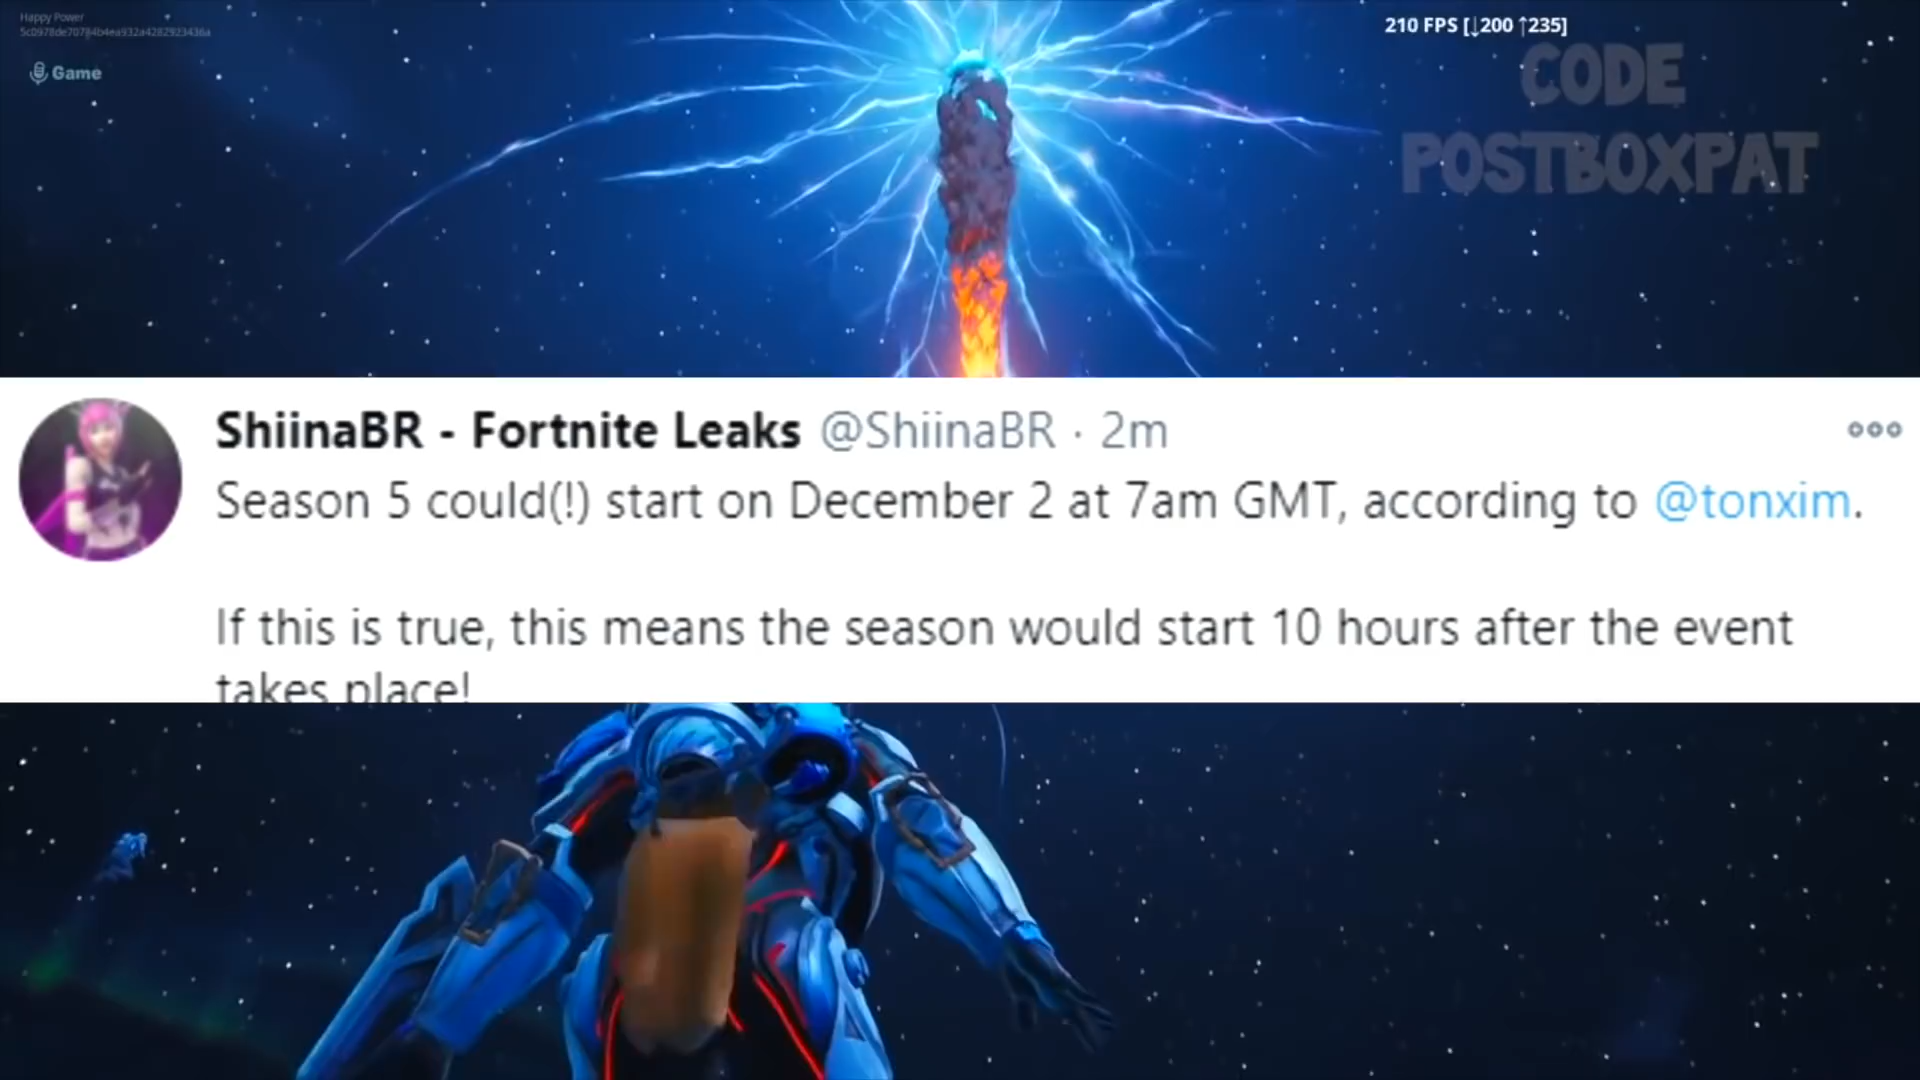 Happy Power
210 FPS [↓200 ↑235]
Game
CODE
POSTBOXPAT
ShiinaBR - Fortnite Leaks @ShiinaBR · 2m
Season 5 could(!) start on December 2 at 7am GMT, according to @tonxim.
If this is true, this means the season would start 10 hours after the event
takes place!